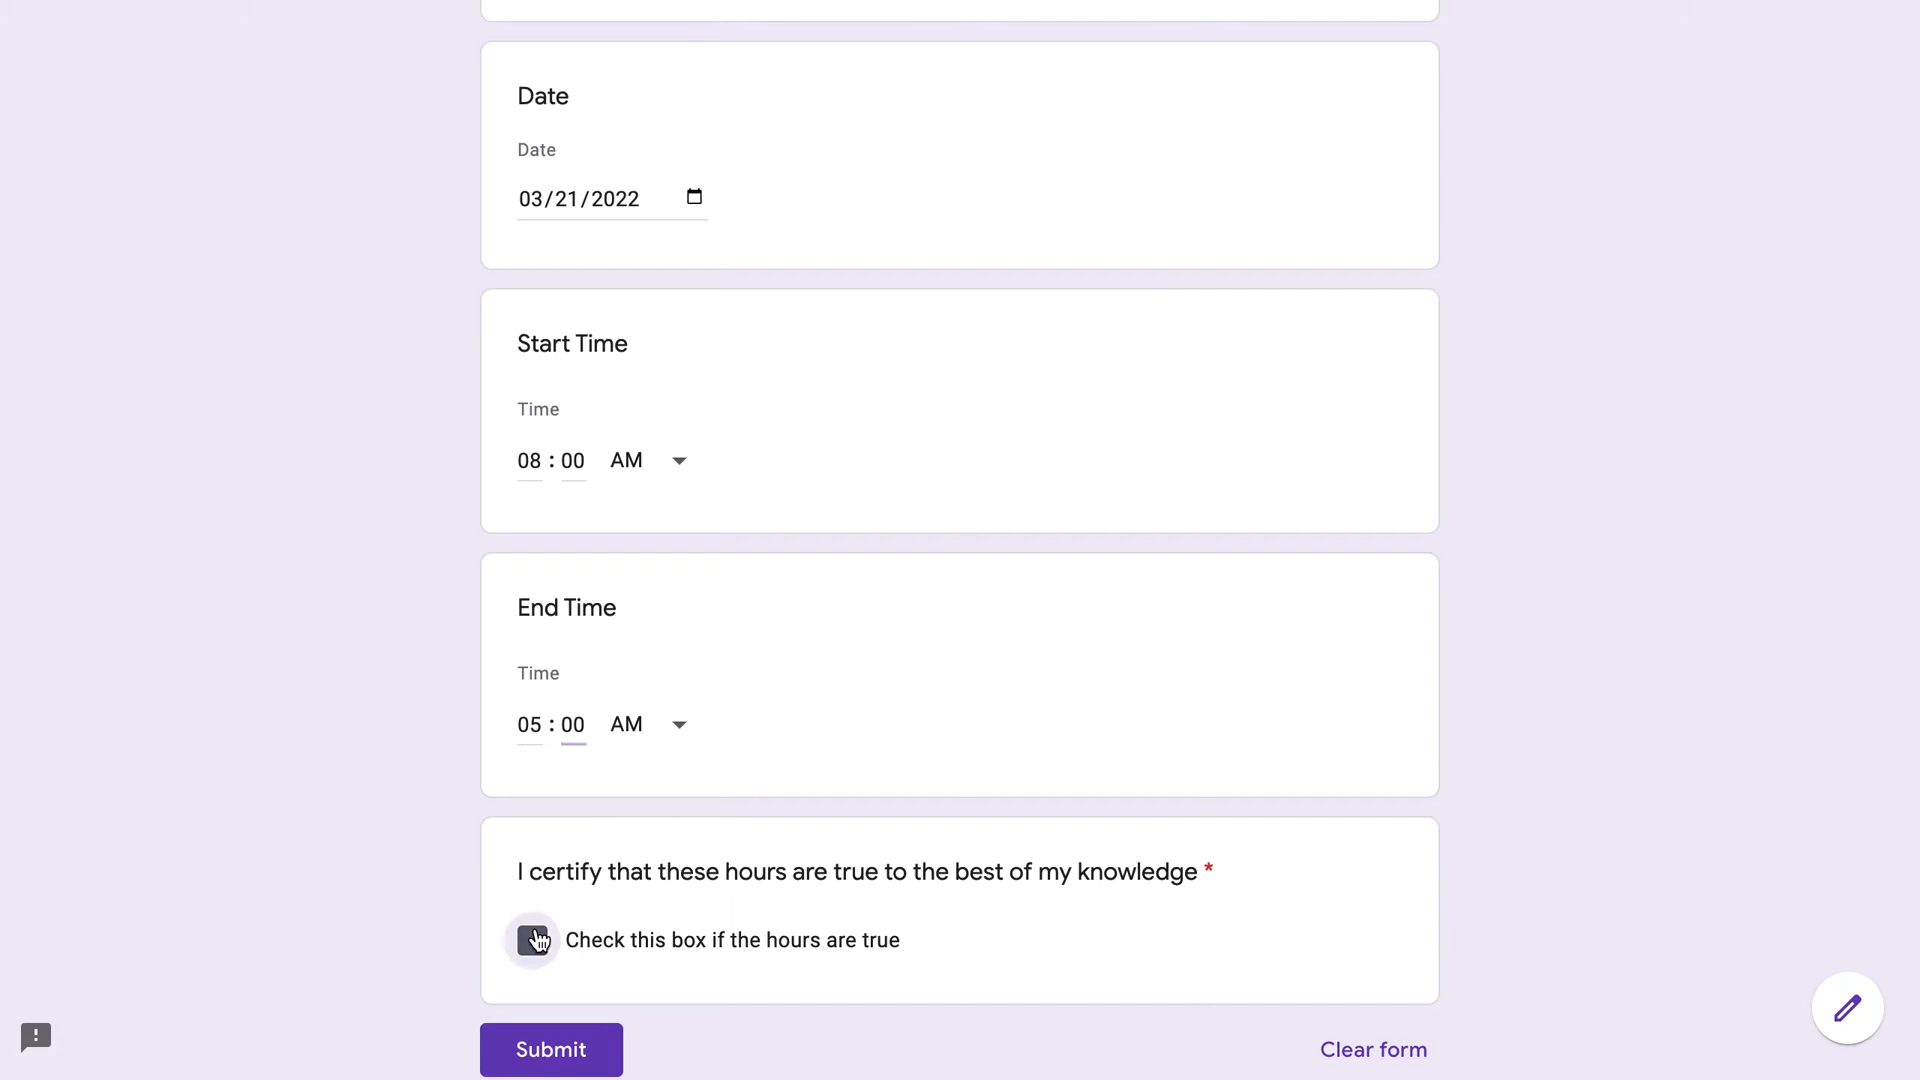 Date
Date
03/21/2022
Start Time
Time
08 : 00 AM
End Time
Time
05 : 00 AM
I certify that these hours are true to the best of my knowledge *
Check this box if the hours are true
Submit
Clear form